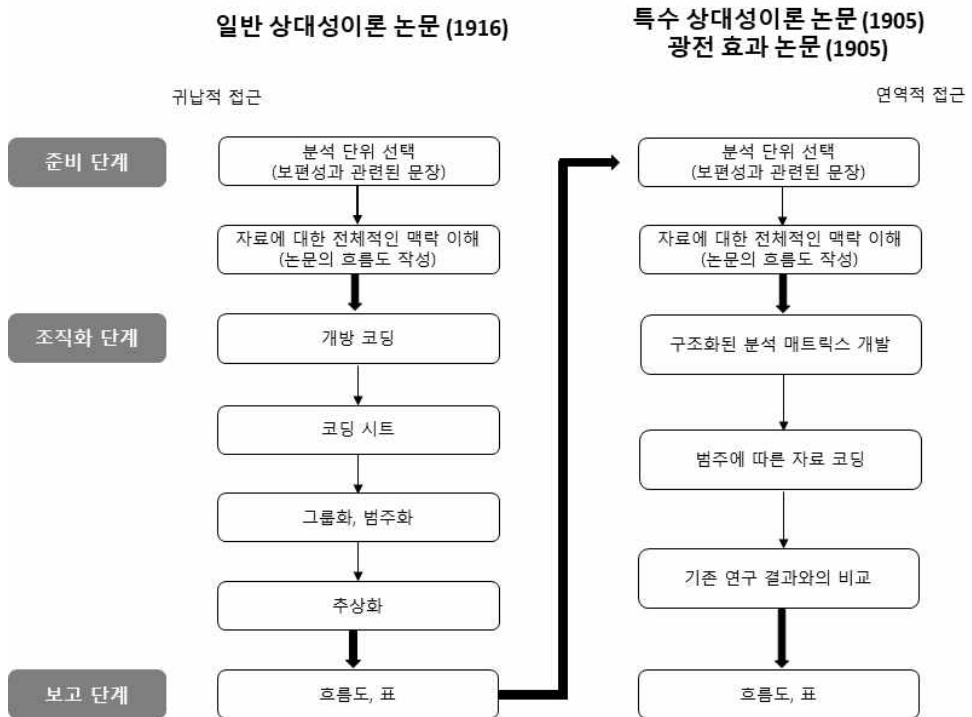 일반 상대성이론 논문 (1916)
특수 상대성이론 논문 (1905)
광전 효과 논문 (1905)
귀납적 접근
연역적 접근
준비 단계
분석 단위 선택
(보편성과 관련된 문장)
분석 단위 선택
(보편성과 관련된 문장)
자료에 대한 전체적인 맥락 이해
(논문의 흐름도 작성)
자료에 대한 전체적인 맥락 이해
(논문의 흐름도 작성)
조직화 단계
개방 코딩
구조화된 분석 매트릭스 개발
코딩 시트
범주에 따른 자료 코딩
그룹화, 범주화
기존 연구 결과와의 비교
추상화
보고 단계
흐름도, 표
흐름도, 표